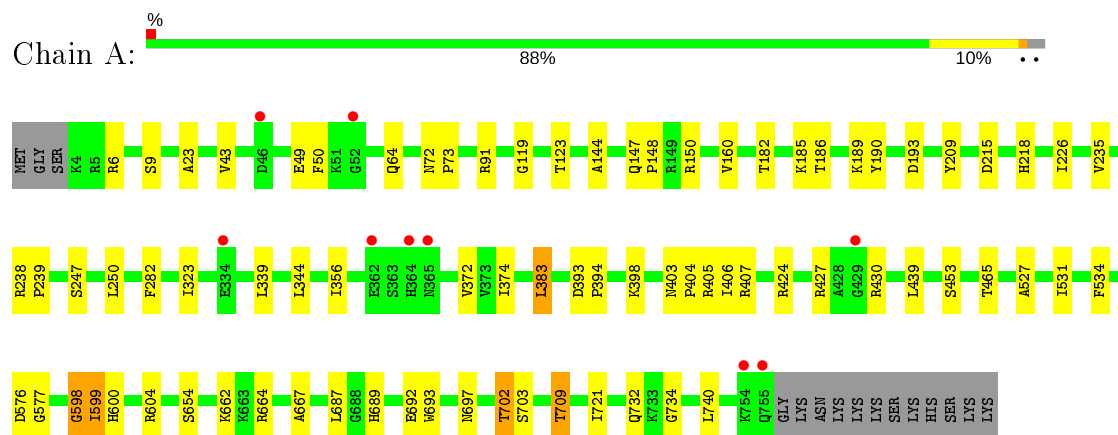 %
Chain A:
88% 10% • •
MET GLY SER K4 R5 R6 S9 A23 V43 D46 E49 F50 K51 G52 Q64 N72 P73 R91 G119 T123 A144 Q147 P148 R149 R150 V160 T182 K185 T186 K189 Y190 D193 Y209 D215 H218 I226 V235
R238 P239 S247 L250 F282 I323 E334 L339 L344 I356 E362 S363 H364 N365 V372 V373 I374 L383 D393 P394 K398 N403 P404 R405 I406 R407 R424 R427 A428 G429 R430 L439 S453 T465 A527 I531 F534
D576 G577 G598 I599 H600 R604 S654 K662 K663 R664 A667 L687 G688 H689 E692 W693 N697 T702 S703 T709 I721 Q732 K733 G734 L740 K754 Q755 GLY LYS ASN LYS LYS LYS SER LYS HIS SER LYS LYS